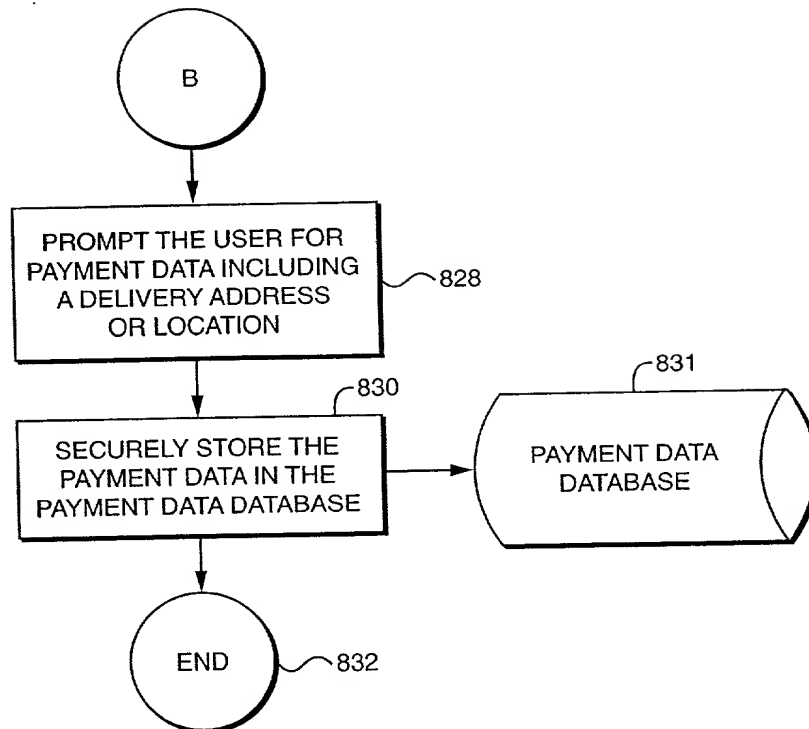 B
PROMPT THE USER FOR
PAYMENT DATA INCLUDING
A DELIVERY ADDRESS
OR LOCATION
828
830
831
SECURELY STORE THE
PAYMENT DATA IN THE
PAYMENT DATA DATABASE
PAYMENT DATA
DATABASE
END
832